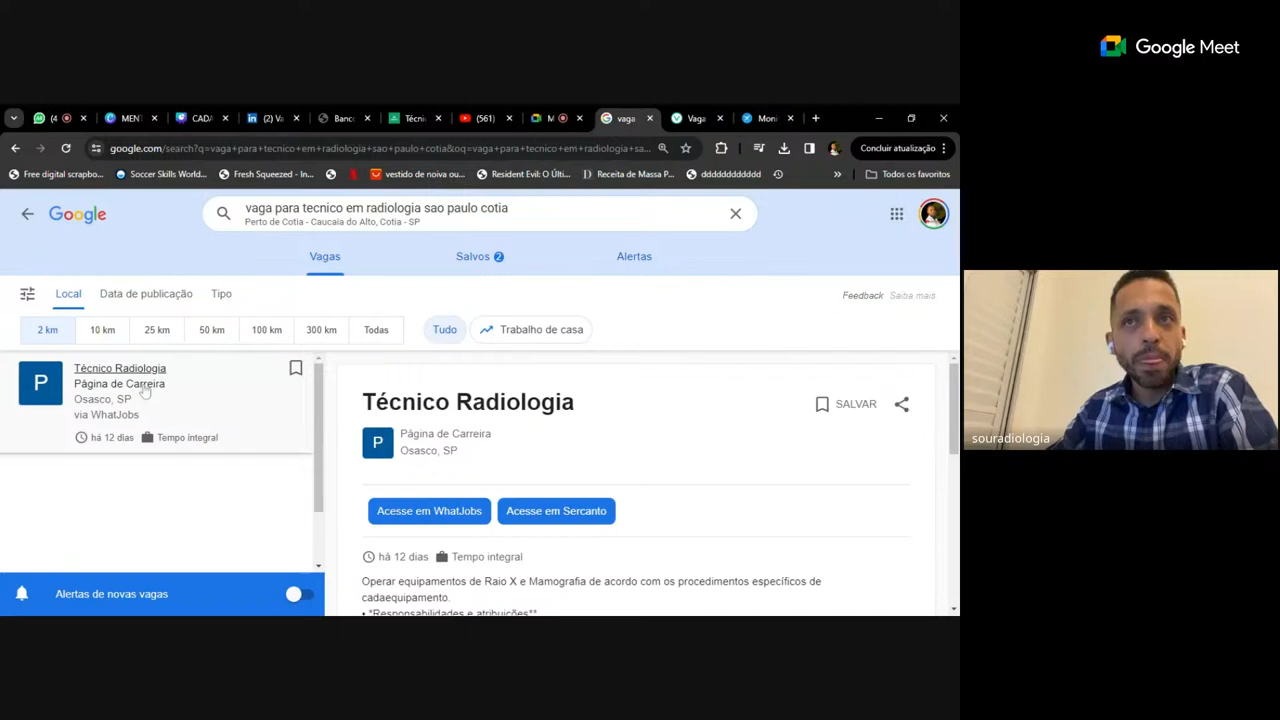 Google Meet
(4
MENT
CADA
(2) Va
Banco
Técni
(561)
M
vaga
Vaga
Moni
google.com/search?q=vaga+para+tecnico+em+radiologia+sao+paulo+cotia&oq=vaga+para+tecnico+em+radiologia+sa...
Concluir atualização
Free digital scrapbo...
Soccer Skills World...
Fresh Squeezed - In...
vestido de noiva ou...
Resident Evil: O Últi...
Receita de Massa P...
dddddddddddd
Todos os favoritos
Google
vaga para tecnico em radiologia sao paulo cotia
Perto de Cotia - Caucaia do Alto, Cotia - SP
Vagas
Salvos 2
Alertas
Local
Data de publicação
Tipo
Feedback Saiba mais
2 km
10 km
25 km
50 km
100 km
300 km
Todas
Tudo
Trabalho de casa
P
Técnico Radiologia
Página de Carreira
Osasco, SP
via WhatJobs
há 12 dias
Tempo integral
Técnico Radiologia
SALVAR
P
Página de Carreira
Osasco, SP
Acesse em WhatJobs
Acesse em Sercanto
há 12 dias
Tempo integral
Operar equipamentos de Raio X e Mamografia de acordo com os procedimentos específicos de
cadaequipamento.
• *Responsabilidades e atribuições**
Alertas de novas vagas
souradiologia